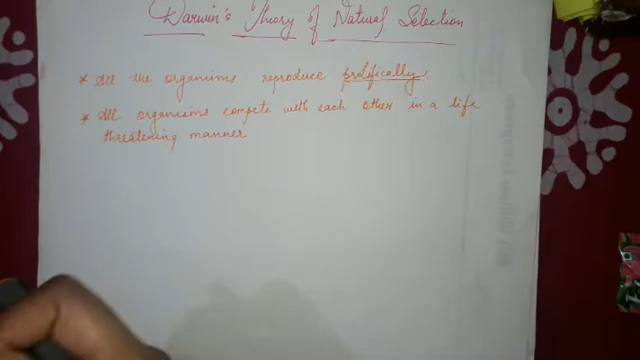 Darwin's Theory of Natural Selection
* All the organims reproduce prolifically.
* All organisms compete with each other in a life
threatening manner